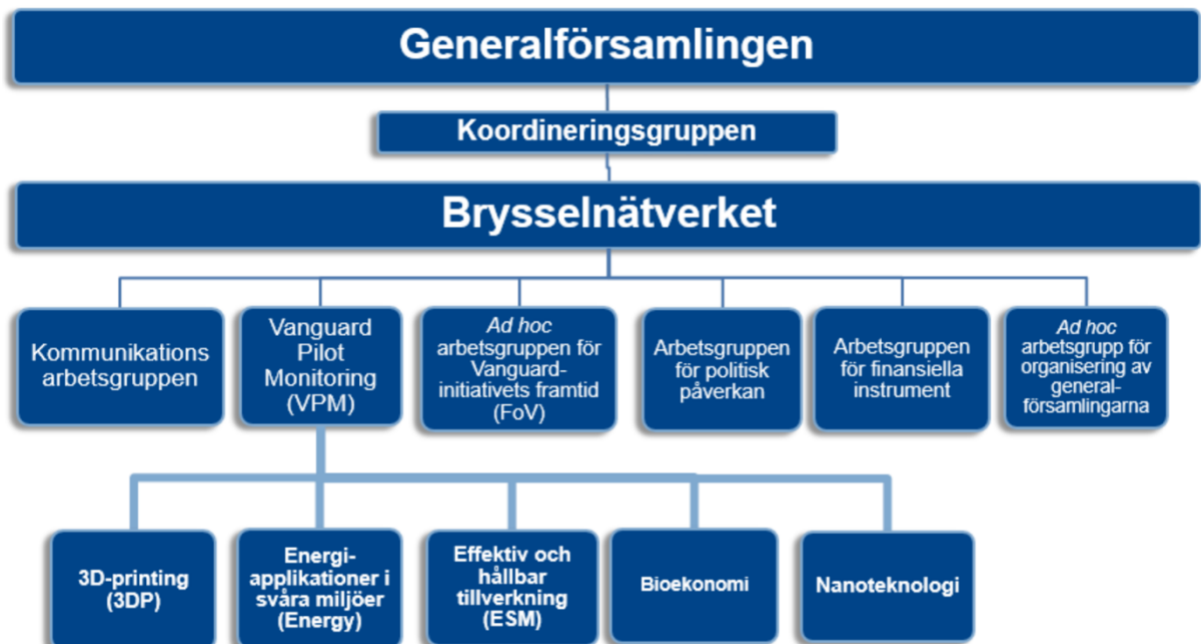 Generalförsamlingen
Koordineringsgruppen
Brysselnätverket
Kommunikations
arbetsgruppen
Vanguard
Pilot
Monitoring
(VPM)
Ad hoc
arbetsgruppen för
Vanguard-
initiativets framtid
(FoV)
Arbetsgruppen
för politisk
påverkan
Arbetsgruppen
för finansiella
instrument
Ad hoc
arbetsgrupp för
organisering av
general-
församlingarna
3D-printing
(3DP)
Energi-
applikationer i
svåra miljöer
(Energy)
Effektiv och
hållbar
tillverkning
(ESM)
Bioekonomi
Nanoteknologi